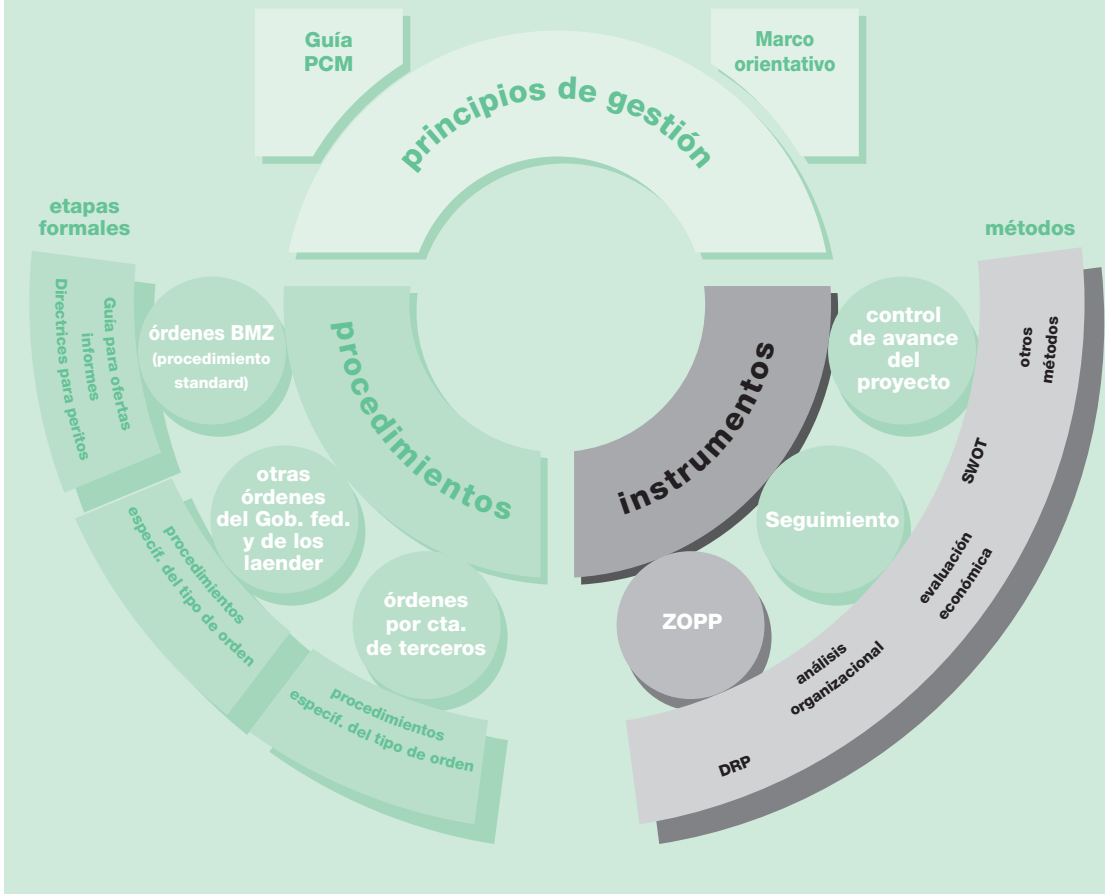 Guía
PCM
Marco
orientativo
principios de gestión
etapas
formales
Guía para ofertas
informes
Directrices para peritos
procedimientos
específ. del tipo de orden
procedimientos
específ. del tipo de orden
órdenes BMZ
(procedimiento
standard)
otras
órdenes
del Gob. fed.
y de los
laender
órdenes
por cta.
de terceros
procedimientos
instrumentos
control
de avance
del
proyecto
Seguimiento
ZOPP
métodos
otros
métodos
SWOT
evaluación
económica
análisis
organizacional
DRP